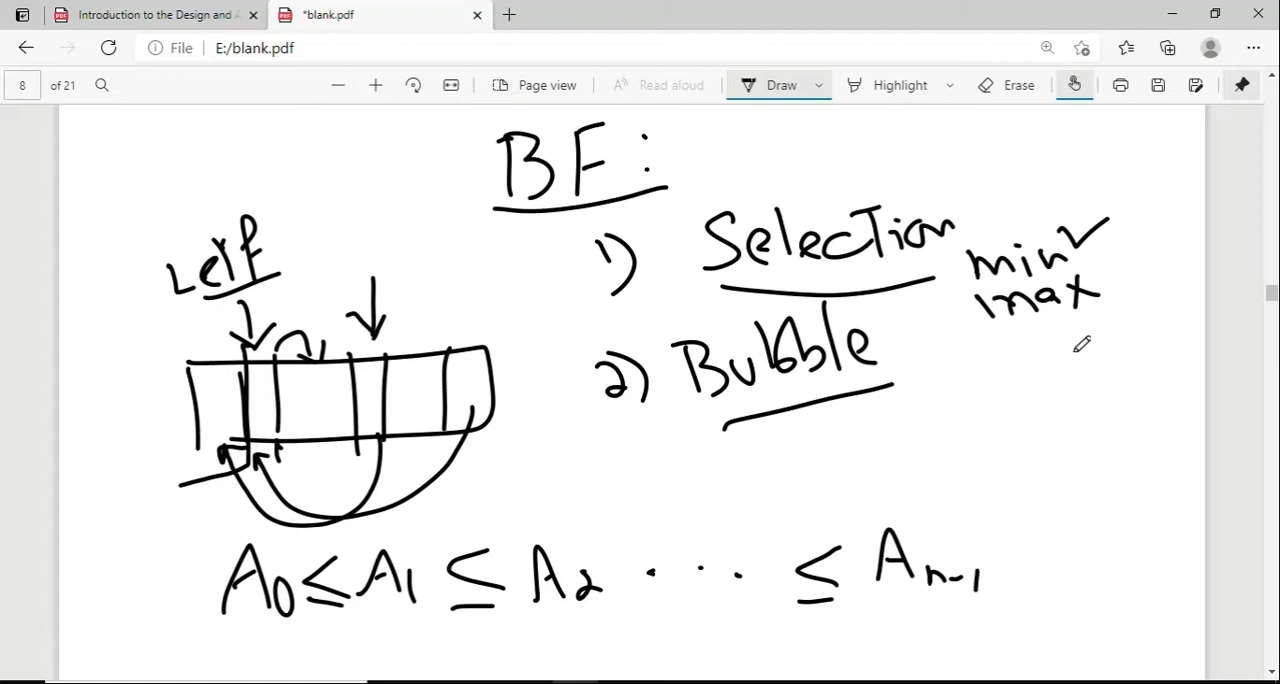 Introduction to the Design and A
*blank.pdf
File E:/blank.pdf
8 of 21 Page view Read aloud Draw Highlight Erase
BF:
1) Selection min
max
Left
2) Bubble
A0 ≤ A1 ≤ A2 . . . ≤ An-1